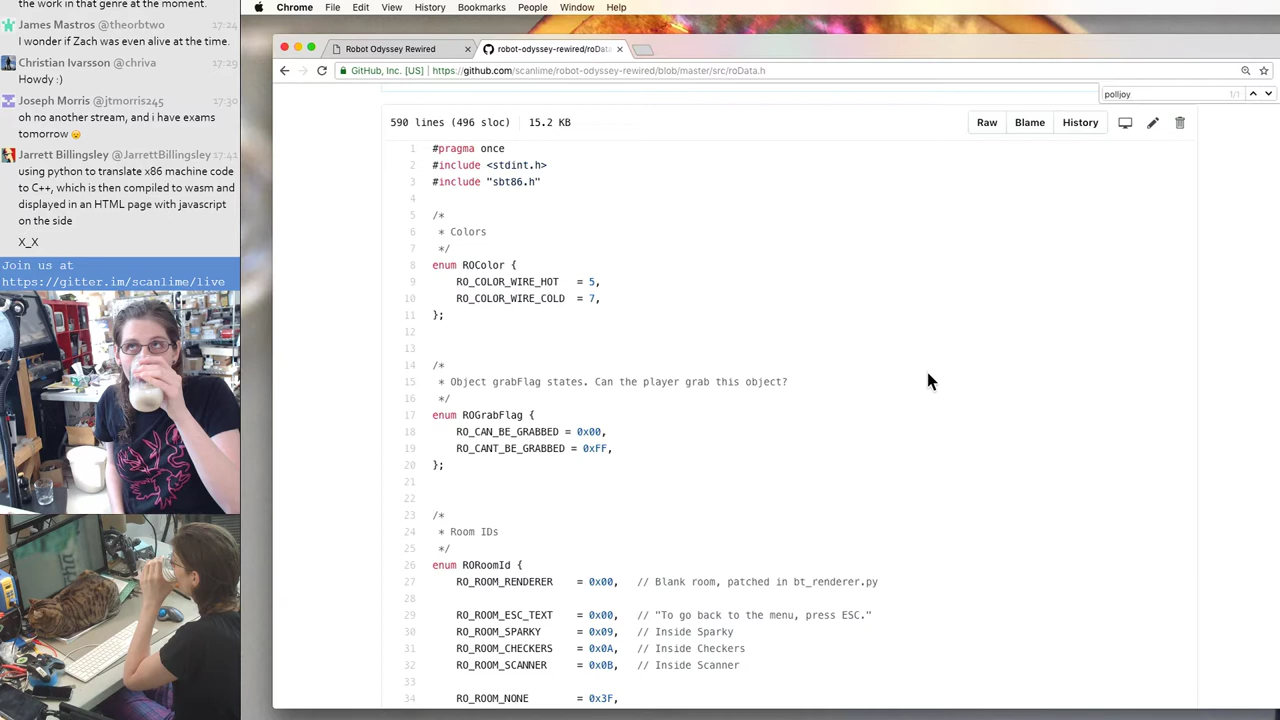 the work in that genre at the moment.
James Mastros @theorbtwo 17:24
I wonder if Zach was even alive at the time.
Christian Ivarsson @chriva 17:29
Howdy :)
Joseph Morris @jtmorris245 17:30
oh no another stream, and i have exams
tomorrow
Jarrett Billingsley @JarrettBillingsley 17:41
using python to translate x86 machine code
to C++, which is then compiled to wasm and
displayed in an HTML page with javascript
on the side
X_X
Join us at
https://gitter.im/scanlime/live
Chrome File Edit View History Bookmarks People Window Help
Robot Odyssey Rewired
robot-odyssey-rewired/roData
GitHub, Inc. [US] https://github.com/scanlime/robot-odyssey-rewired/blob/master/src/roData.h
polljoy 1/1
590 lines (496 sloc) 15.2 KB
Raw Blame History
1 #pragma once
2 #include <stdint.h>
3 #include "sbt86.h"
4
5 /*
6 * Colors
7 */
8 enum ROColor {
9 RO_COLOR_WIRE_HOT = 5,
10 RO_COLOR_WIRE_COLD = 7,
11 };
12
13
14 /*
15 * Object grabFlag states. Can the player grab this object?
16 */
17 enum ROGrabFlag {
18 RO_CAN_BE_GRABBED = 0x00,
19 RO_CANT_BE_GRABBED = 0xFF,
20 };
21
22
23 /*
24 * Room IDs
25 */
26 enum RORoomId {
27 RO_ROOM_RENDERER = 0x00, // Blank room, patched in bt_renderer.py
28
29 RO_ROOM_ESC_TEXT = 0x00, // "To go back to the menu, press ESC."
30 RO_ROOM_SPARKY = 0x09, // Inside Sparky
31 RO_ROOM_CHECKERS = 0x0A, // Inside Checkers
32 RO_ROOM_SCANNER = 0x0B, // Inside Scanner
33
34 RO_ROOM_NONE = 0x3F,